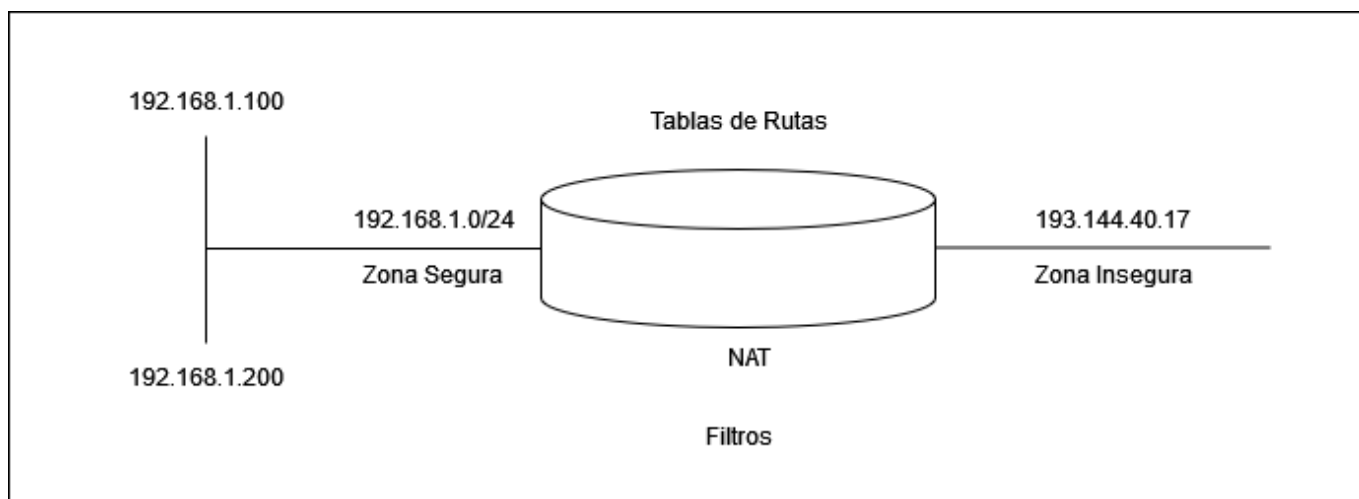 192.168.1.100
Tablas de Rutas
192.168.1.0/24
193.144.40.17
Zona Segura
Zona Insegura
NAT
192.168.1.200
Filtros